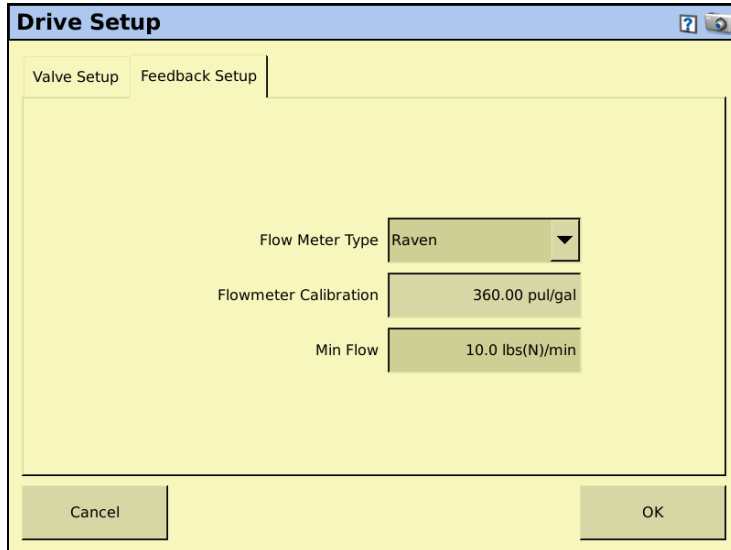 Drive Setup
?
Valve Setup Feedback Setup
Flow Meter Type Raven
Flowmeter Calibration 360.00 pul/gal
Min Flow 10.0 lbs(N)/min
Cancel OK